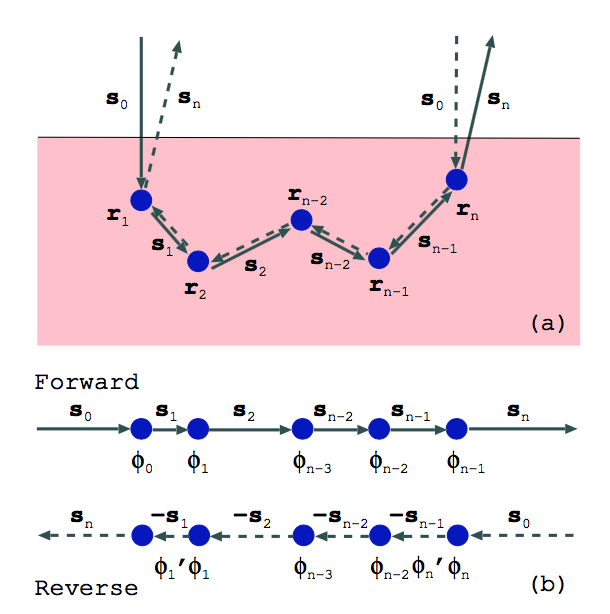 s₀ sₙ s₀ sₙ
rₙ₋₂
r₁ rₙ
s₁ s₂ sₙ₋₂ sₙ₋₁
r₂ rₙ₋₁
(a)
Forward
s₀ s₁ s₂ sₙ₋₂ sₙ₋₁ sₙ
ϕ₀ ϕ₁ ϕₙ₋₃ ϕₙ₋₂ ϕₙ₋₁
sₙ −s₁ −s₂ −sₙ₋₂ −sₙ₋₁ s₀
ϕ₁′ϕ₁ ϕₙ₋₃ ϕₙ₋₂ ϕₙ′ϕₙ
Reverse (b)